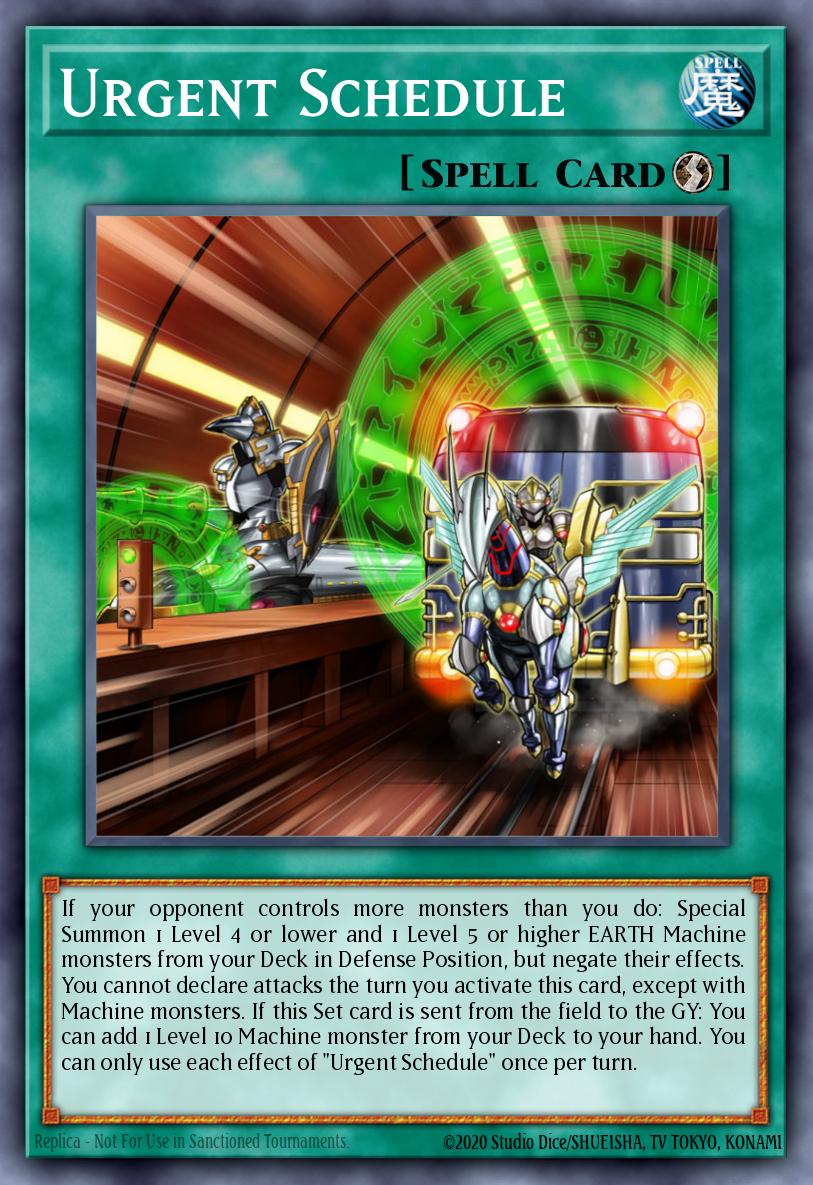 URGENT SCHEDULE
SPELL
魔
[SPELL CARD]
If your opponent controls more monsters than you do: Special
Summon 1 Level 4 or lower and 1 Level 5 or higher EARTH Machine
monsters from your Deck in Defense Position, but negate their effects.
You cannot declare attacks the turn you activate this card, except with
Machine monsters. If this Set card is sent from the field to the GY: You
can add 1 Level 10 Machine monster from your Deck to your hand. You
can only use each effect of "Urgent Schedule" once per turn.
Replica - Not For Use in Sanctioned Tournaments.
©2020 Studio Dice/SHUEISHA, TV TOKYO, KONAMI